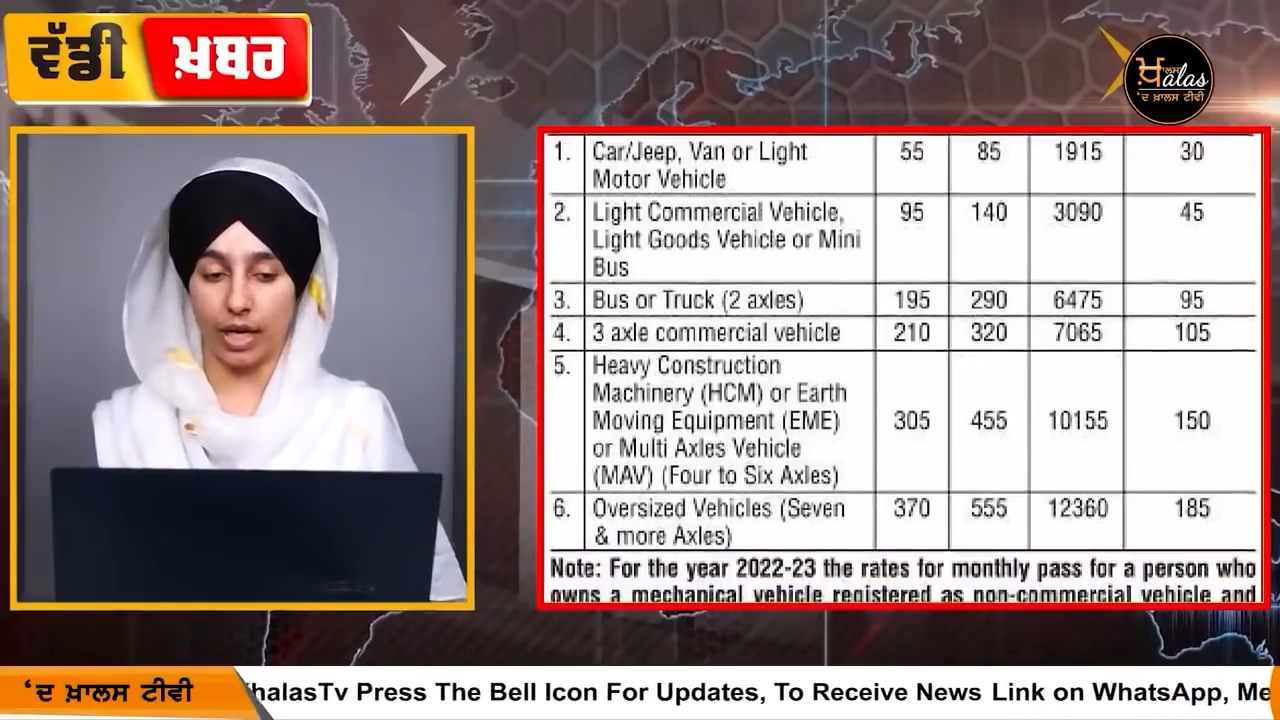 ਵੱਡੀ ਖ਼ਬਰ
ਖ਼ਾਲਸ
alas
'ਦ ਖ਼ਾਲਸ ਟੀਵੀ
1. Car/Jeep, Van or Light 55 85 1915 30
Motor Vehicle
2. Light Commercial Vehicle, 95 140 3090 45
Light Goods Vehicle or Mini
Bus
3. Bus or Truck (2 axles) 195 290 6475 95
4. 3 axle commercial vehicle 210 320 7065 105
5. Heavy Construction
Machinery (HCM) or Earth
Moving Equipment (EME) 305 455 10155 150
or Multi Axles Vehicle
(MAV) (Four to Six Axles)
6. Oversized Vehicles (Seven 370 555 12360 185
& more Axles)
Note: For the year 2022-23 the rates for monthly pass for a person who
owns a mechanical vehicle registered as non-commercial vehicle and
'ਦ ਖ਼ਾਲਸ ਟੀਵੀ
halasTv Press The Bell Icon For Updates, To Receive News Link on WhatsApp, Me